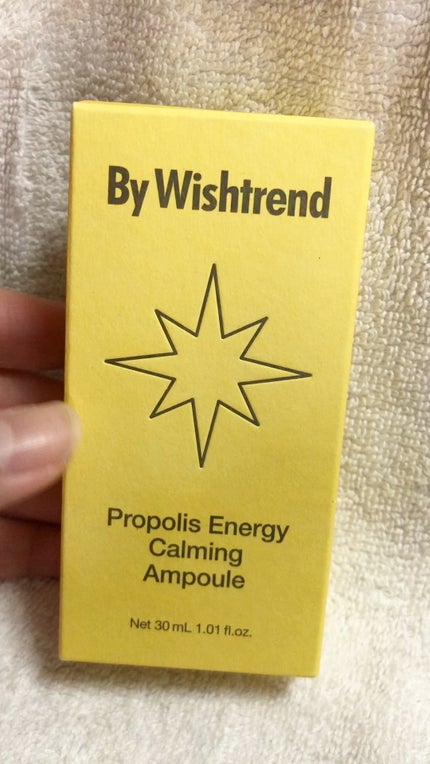 By Wishtrend
Propolis Energy
Calming
Ampoule
Net 30 mL 1.01 fl.oz.